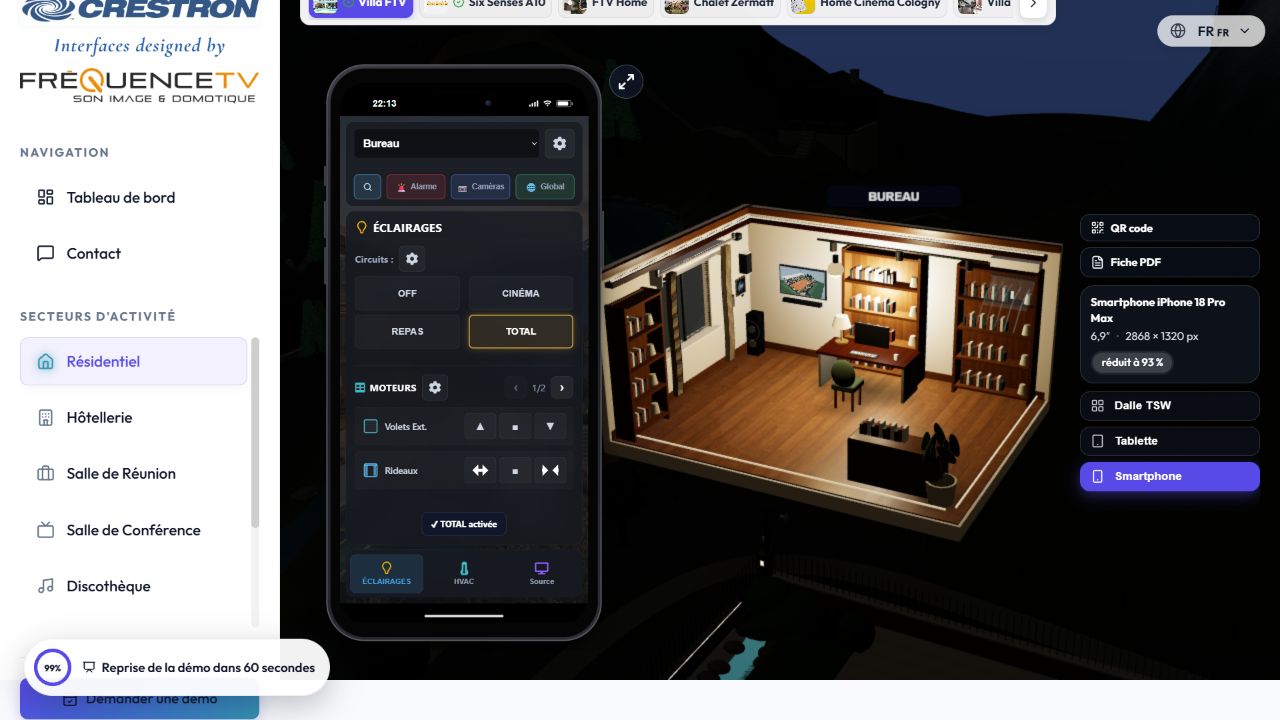 CRESTRON
Interfaces designed by
FRÉQUENCETV
SON IMAGE & DOMOTIQUE
NAVIGATION
Tableau de bord
Contact
SECTEURS D'ACTIVITÉ
Résidentiel
Hôtellerie
Salle de Réunion
Salle de Conférence
Discothèque
99%
Reprise de la démo dans 60 secondes
Demander une démo
Villa FTV
Six Senses A10
FTV Home
Chalet Zermatt
Home Cinema Cologny
Villa
FR FR
22:13
Bureau
Alarme
Caméras
Global
ÉCLAIRAGES
Circuits :
OFF
CINÉMA
REPAS
TOTAL
MOTEURS
1/2
Volets Ext.
Rideaux
✓ TOTAL activée
ÉCLAIRAGES
HVAC
Source
BUREAU
QR code
Fiche PDF
Smartphone iPhone 18 Pro
Max
6,9" · 2868 × 1320 px
réduit à 93 %
Dalle TSW
Tablette
Smartphone